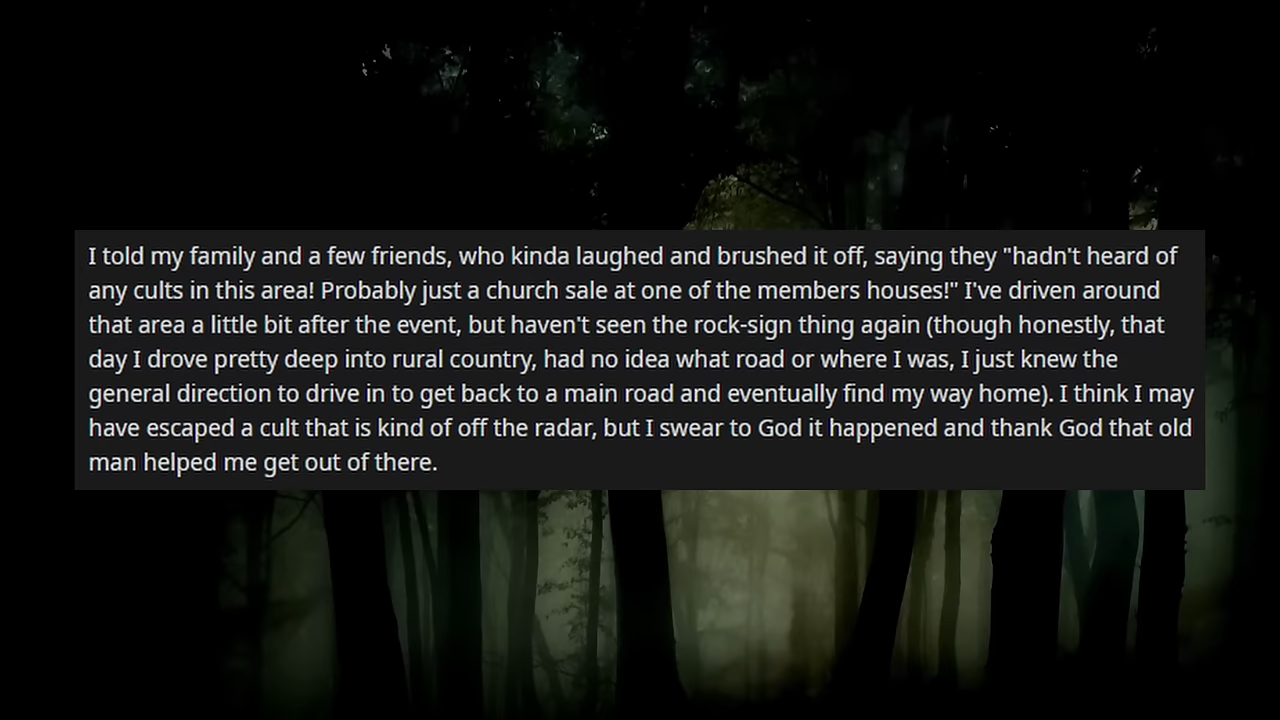 I told my family and a few friends, who kinda laughed and brushed it off, saying they "hadn't heard of
any cults in this area! Probably just a church sale at one of the members houses!" I've driven around
that area a little bit after the event, but haven't seen the rock-sign thing again (though honestly, that
day I drove pretty deep into rural country, had no idea what road or where I was, I just knew the
general direction to drive in to get back to a main road and eventually find my way home). I think I may
have escaped a cult that is kind of off the radar, but I swear to God it happened and thank God that old
man helped me get out of there.